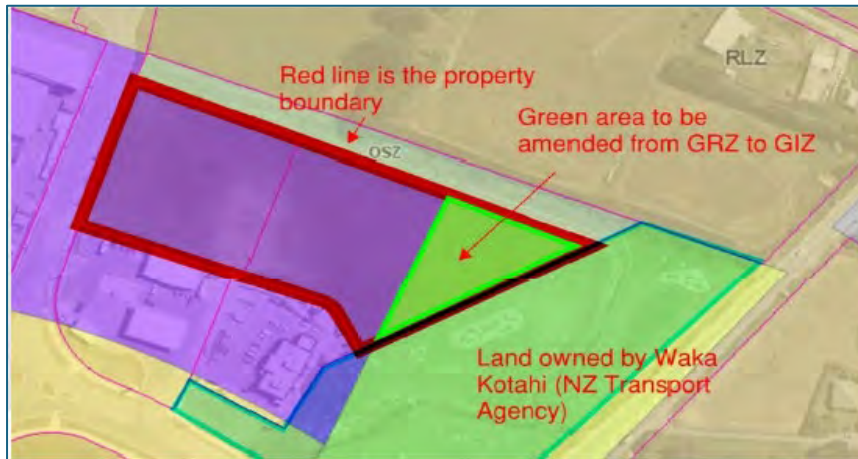 RLZ
Red line is the property
boundary
Green area to be
amended from GRZ to GIZ
OSZ
Land owned by Waka
Kotahi (NZ Transport
Agency)